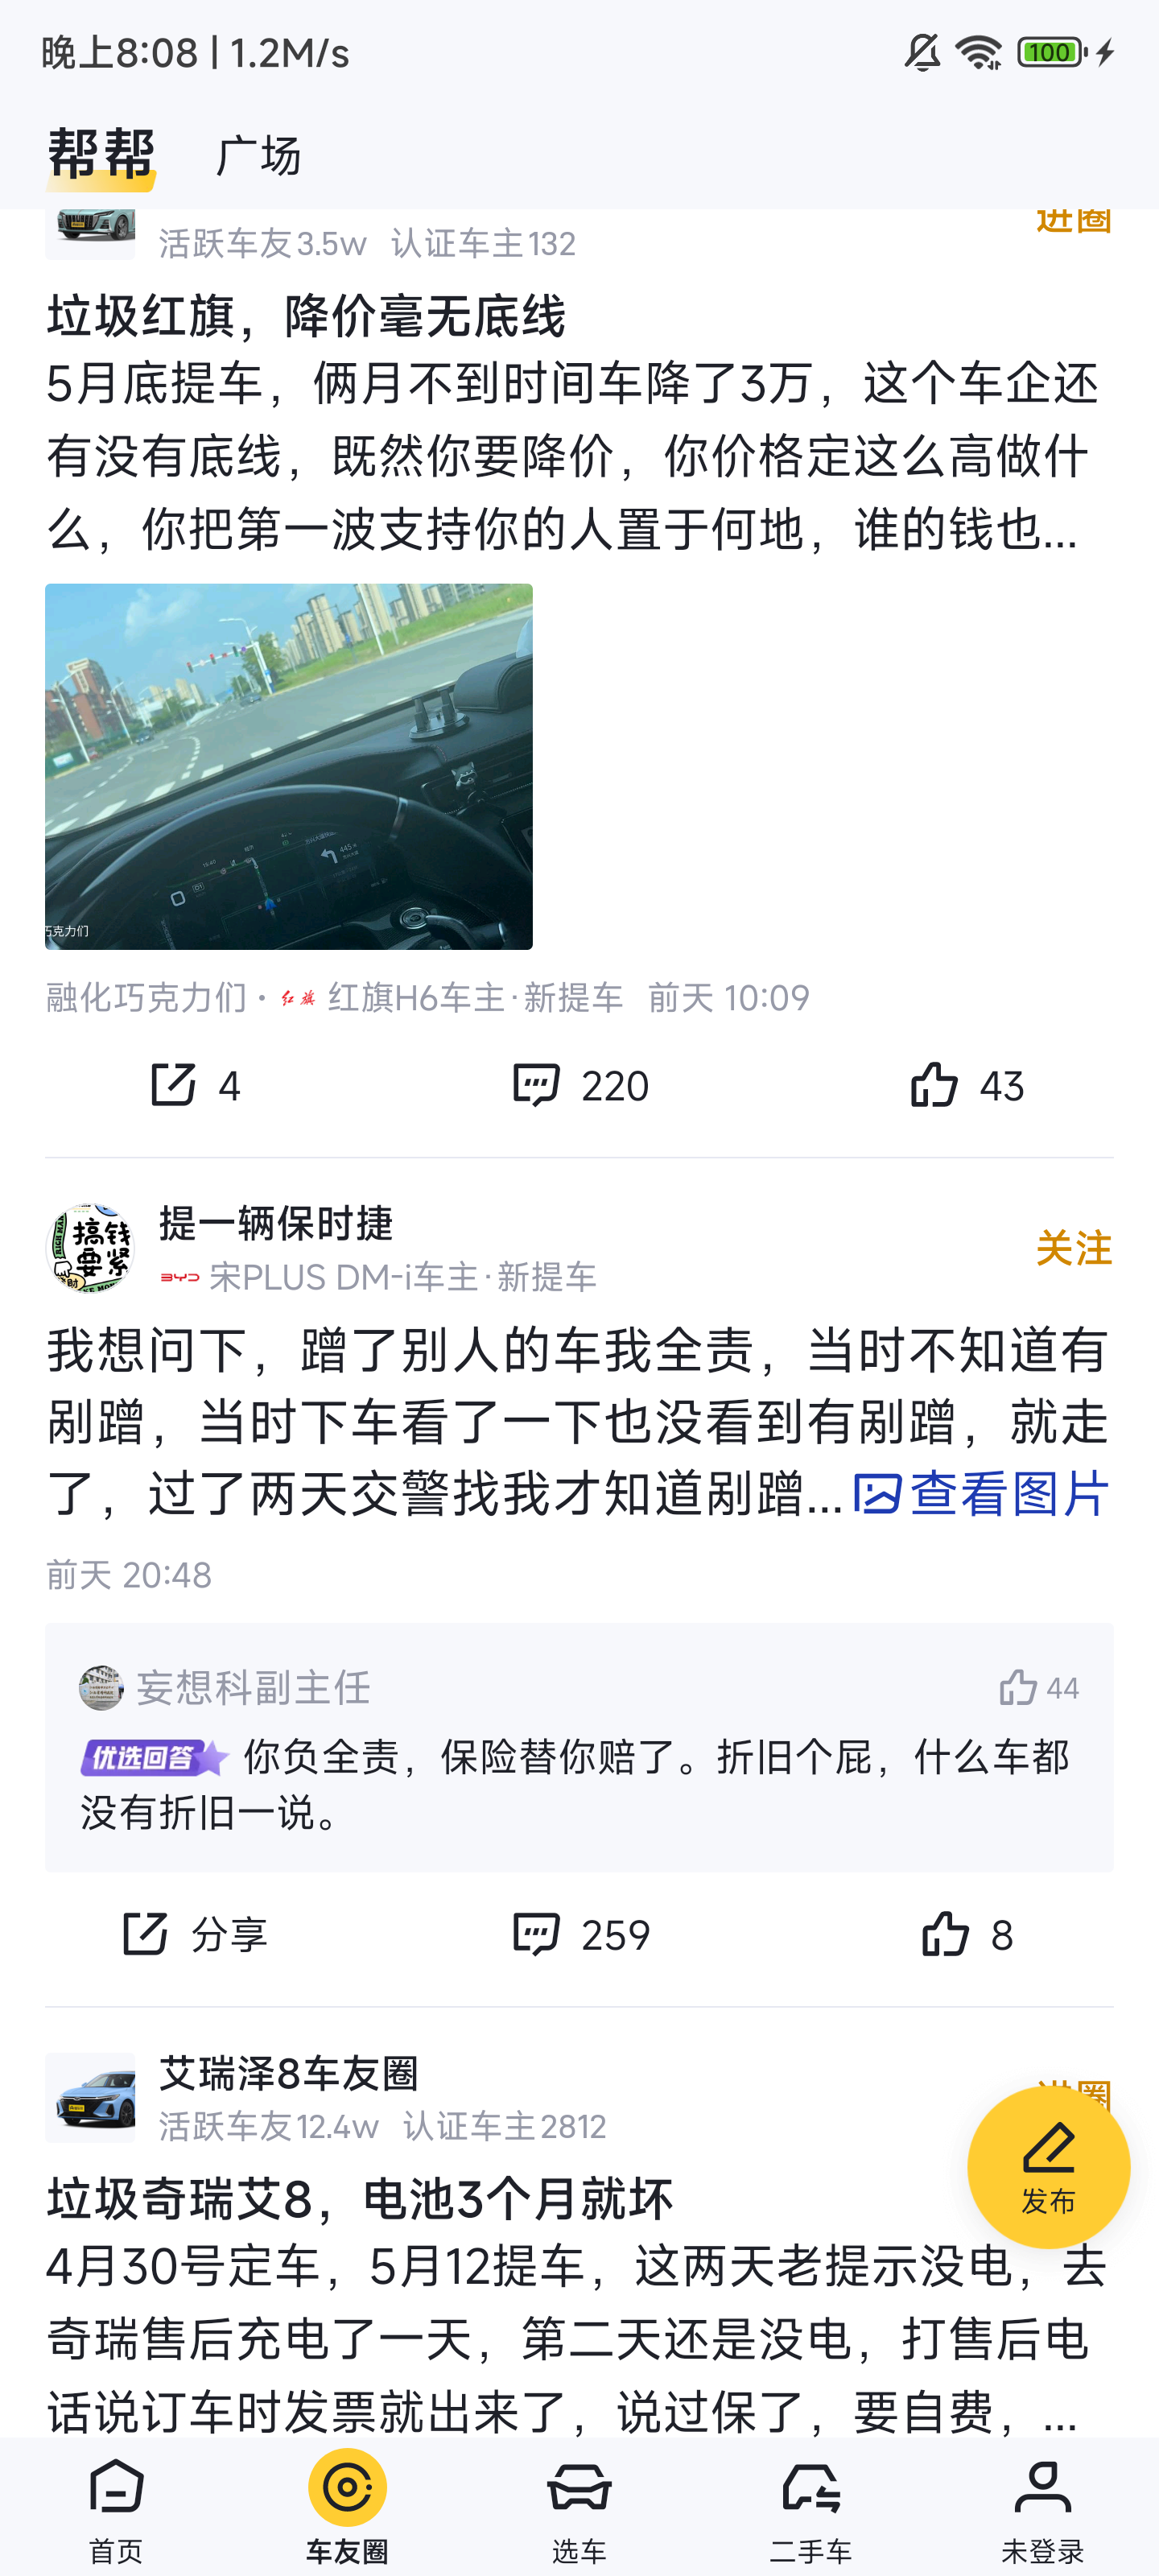 晚上8:08 | 1.2M/s
100
帮帮 广场
活跃车友3.5w 认证车主132
进圈
垃圾红旗，降价毫无底线
5月底提车，俩月不到时间车降了3万，这个车企还
有没有底线，既然你要降价，你价格定这么高做什
么，你把第一波支持你的人置于何地，谁的钱也...
巧克力们
融化巧克力们 · 红旗 红旗H6车主·新提车 前天 10:09
4 220 43
搞钱要紧
提一辆保时捷
关注
BYD 宋PLUS DM-i车主·新提车
我想问下，蹭了别人的车我全责，当时不知道有
剐蹭，当时下车看了一下也没看到有剐蹭，就走
了，过了两天交警找我才知道剐蹭...查看图片
前天 20:48
妄想科副主任 44
优选回答 你负全责，保险替你赔了。折旧个屁，什么车都
没有折旧一说。
分享 259 8
艾瑞泽8车友圈
进圈
活跃车友12.4w 认证车主2812
垃圾奇瑞艾8，电池3个月就坏
发布
4月30号定车，5月12提车，这两天老提示没电，去
奇瑞售后充电了一天，第二天还是没电，打售后电
话说订车时发票就出来了，说过保了，要自费，...
首页 车友圈 选车 二手车 未登录